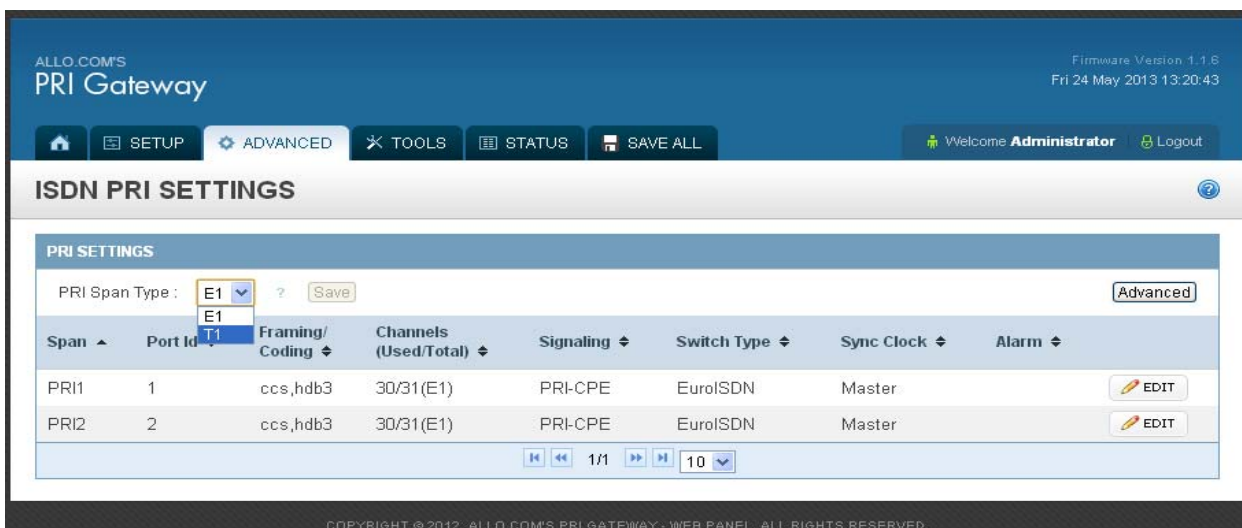 ALLO.COM'S
PRI Gateway
Firmware Version 1.1.6
Fri 24 May 2013 13:20:43
SETUP ADVANCED TOOLS STATUS SAVE ALL Welcome Administrator Logout
ISDN PRI SETTINGS ?
PRI SETTINGS
PRI Span Type : E1 ? Save Advanced
E1
T1
Span Port Id Framing/ Coding Channels (Used/Total) Signaling Switch Type Sync Clock Alarm
PRI1 1 ccs,hdb3 30/31(E1) PRI-CPE EuroISDN Master EDIT
PRI2 2 ccs,hdb3 30/31(E1) PRI-CPE EuroISDN Master EDIT
1/1 10
COPYRIGHT @ 2012. ALLO.COM'S PRI GATEWAY - WEB PANEL. ALL RIGHTS RESERVED